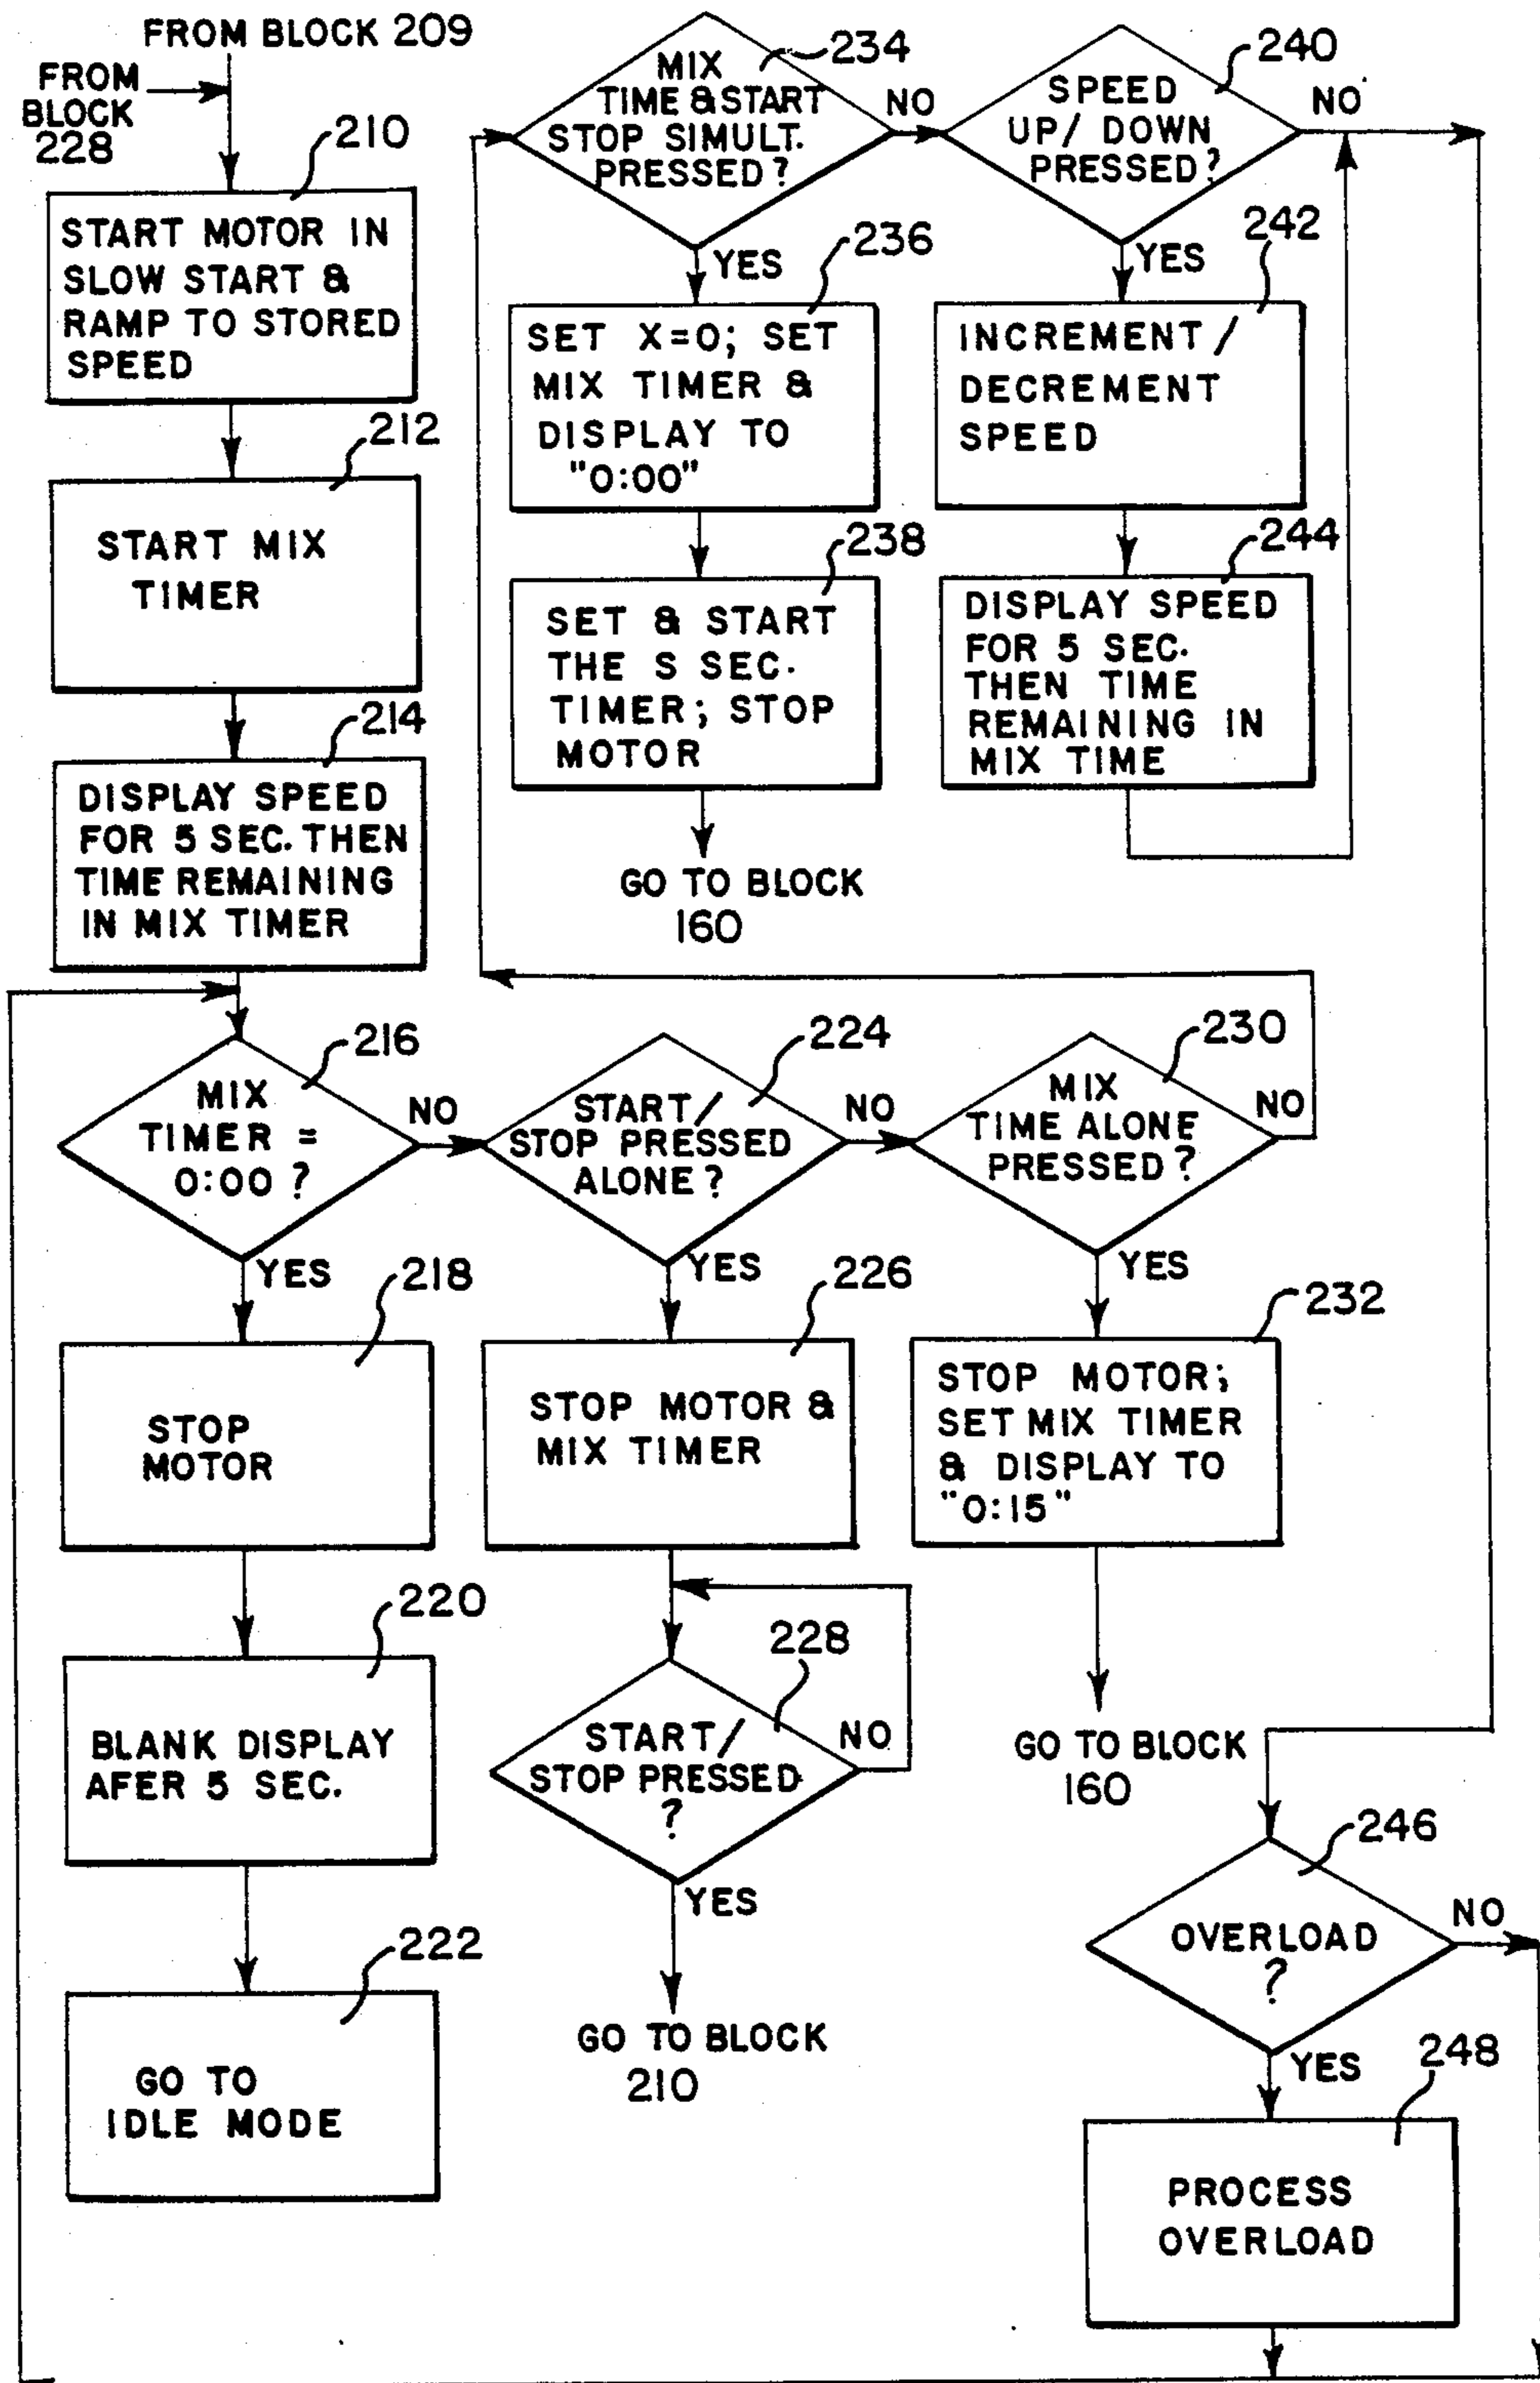 FROM BLOCK 209
FROM
BLOCK
228
210
START MOTOR IN
SLOW START &
RAMP TO STORED
SPEED
212
START MIX
TIMER
214
DISPLAY SPEED
FOR 5 SEC. THEN
TIME REMAINING
IN MIX TIMER
216
MIX
TIMER =
0:00 ?
NO
YES
218
STOP
MOTOR
220
BLANK DISPLAY
AFER 5 SEC.
222
GO TO
IDLE MODE
224
START/
STOP PRESSED
ALONE?
NO
YES
226
STOP MOTOR &
MIX TIMER
228
START/
STOP PRESSED
?
NO
YES
GO TO BLOCK
210
230
MIX
TIME ALONE
PRESSED?
NO
YES
232
STOP MOTOR;
SET MIX TIMER
& DISPLAY TO
"0:15"
GO TO BLOCK
160
234
MIX
TIME & START
STOP SIMULT.
PRESSED?
NO
YES
236
SET X=0; SET
MIX TIMER &
DISPLAY TO
"0:00"
238
SET & START
THE S SEC.
TIMER; STOP
MOTOR
GO TO BLOCK
160
240
SPEED
UP/ DOWN
PRESSED?
NO
YES
242
INCREMENT /
DECREMENT
SPEED
244
DISPLAY SPEED
FOR 5 SEC.
THEN TIME
REMAINING IN
MIX TIME
246
OVERLOAD
?
NO
YES
248
PROCESS
OVERLOAD